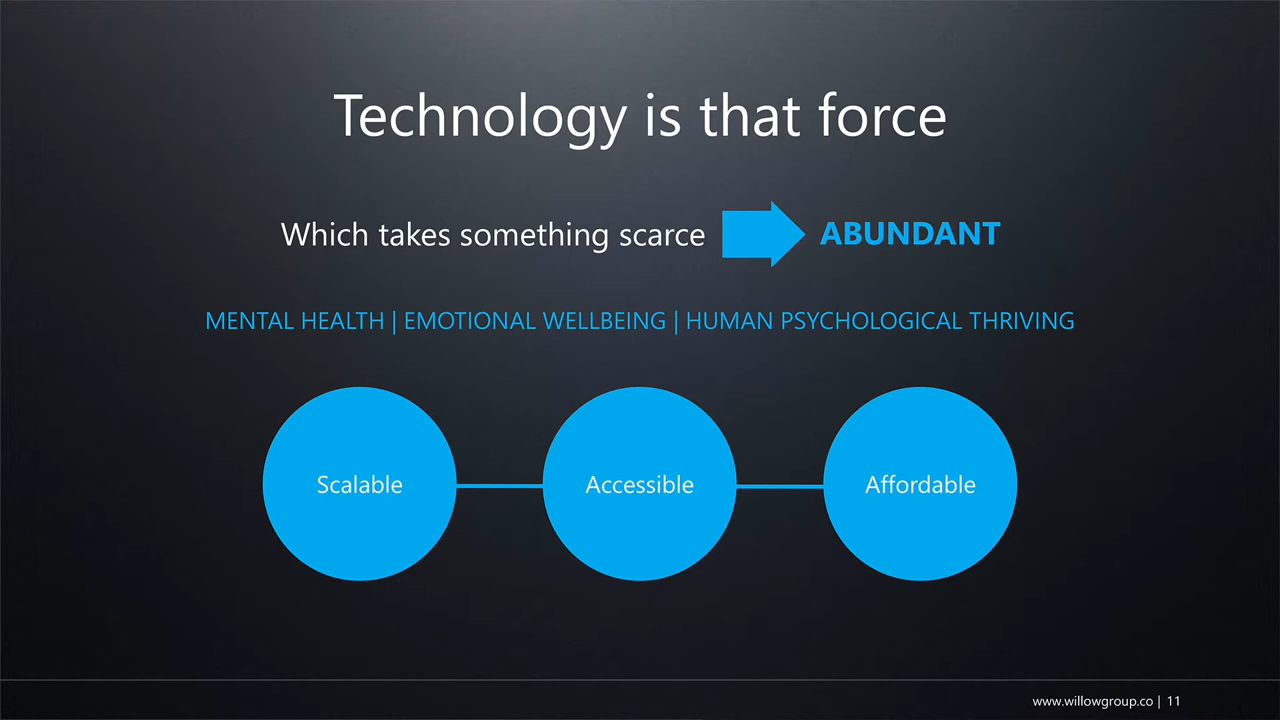 Technology is that force
Which takes something scarce ABUNDANT
MENTAL HEALTH | EMOTIONAL WELLBEING | HUMAN PSYCHOLOGICAL THRIVING
Scalable Accessible Affordable
www.willowgroup.co | 11